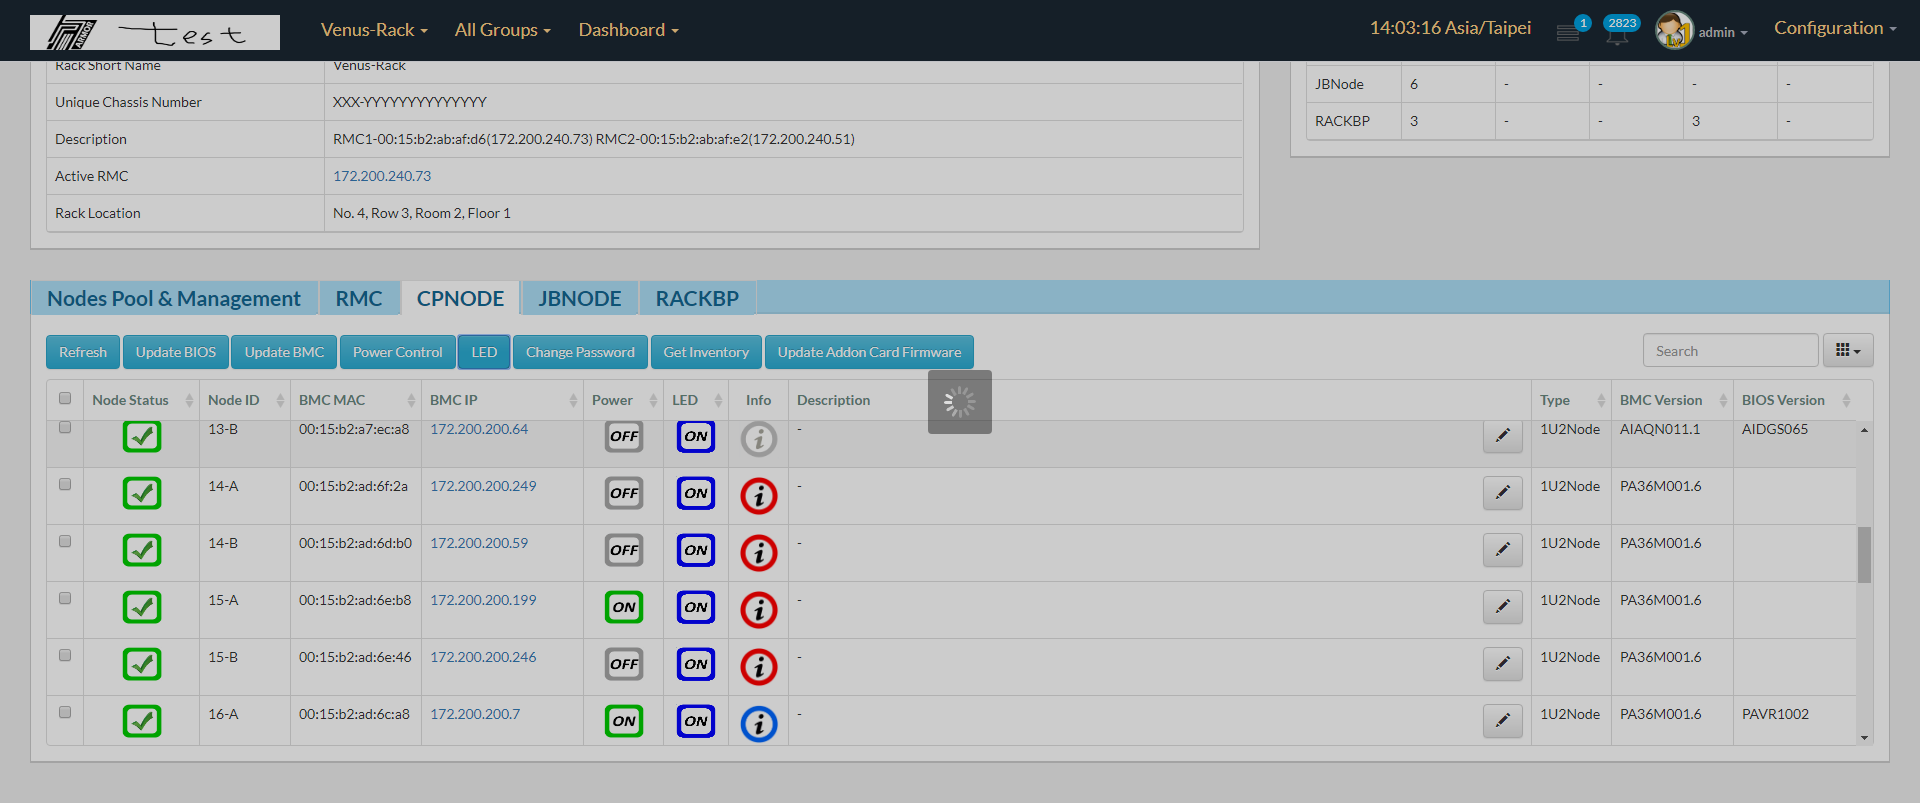 ARMOR test Venus-Rack All Groups Dashboard 14:03:16 Asia/Taipei 1 2823 admin Configuration
Rack Short Name Venus-Rack
Unique Chassis Number XXX-YYYYYYYYYYYYYY
Description RMC1-00:15:b2:ab:af:d6(172.200.240.73) RMC2-00:15:b2:ab:af:e2(172.200.240.51)
Active RMC 172.200.240.73
Rack Location No. 4, Row 3, Room 2, Floor 1
JBNode 6 - - - -
RACKBP 3 - - 3 -
Nodes Pool & Management RMC CPNODE JBNODE RACKBP
Refresh Update BIOS Update BMC Power Control LED Change Password Get Inventory Update Addon Card Firmware Search
Node Status Node ID BMC MAC BMC IP Power LED Info Description Type BMC Version BIOS Version
13-B 00:15:b2:a7:ec:a8 172.200.200.64 OFF ON i - 1U2Node AIAQN011.1 AIDGS065
14-A 00:15:b2:ad:6f:2a 172.200.200.249 OFF ON i - 1U2Node PA36M001.6
14-B 00:15:b2:ad:6d:b0 172.200.200.59 OFF ON i - 1U2Node PA36M001.6
15-A 00:15:b2:ad:6e:b8 172.200.200.199 ON ON i - 1U2Node PA36M001.6
15-B 00:15:b2:ad:6e:46 172.200.200.246 OFF ON i - 1U2Node PA36M001.6
16-A 00:15:b2:ad:6c:a8 172.200.200.7 ON ON i - 1U2Node PA36M001.6 PAVR1002